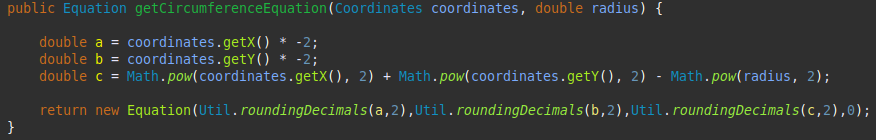 public Equation getCircumferenceEquation(Coordinates coordinates, double radius) {
double a = coordinates.getX() * -2;
double b = coordinates.getY() * -2;
double c = Math.pow(coordinates.getX(), 2) + Math.pow(coordinates.getY(), 2) - Math.pow(radius, 2);
return new Equation(Util.roundingDecimals(a,2),Util.roundingDecimals(b,2),Util.roundingDecimals(c,2),0);
}